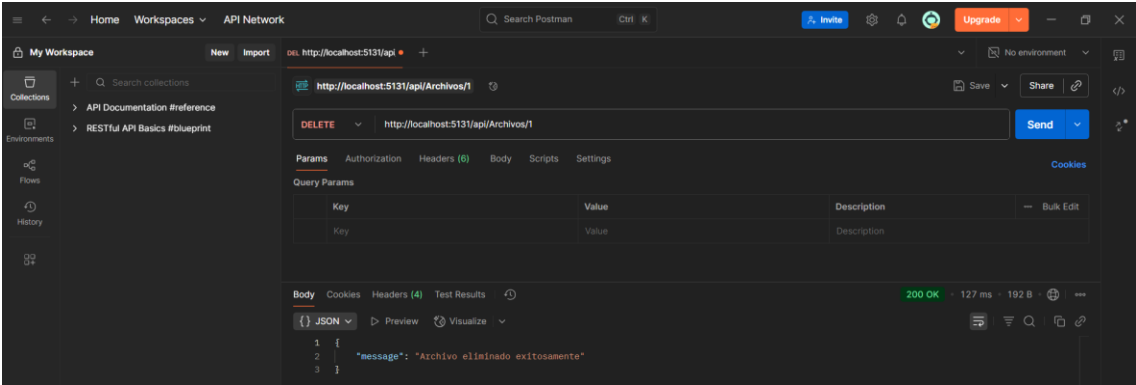 Home Workspaces API Network Search Postman Ctrl K Invite Upgrade
My Workspace New Import DEL http://localhost:5131/api No environment
Collections Search collections http://localhost:5131/api/Archivos/1 Save Share
API Documentation #reference
Environments RESTful API Basics #blueprint DELETE http://localhost:5131/api/Archivos/1 Send
Flows Params Authorization Headers (6) Body Scripts Settings Cookies
Query Params
History Key Value Description Bulk Edit
Key Value Description
Body Cookies Headers (4) Test Results 200 OK 127 ms 192 B
{} JSON Preview Visualize
1 {
2 "message": "Archivo eliminado exitosamente"
3 }